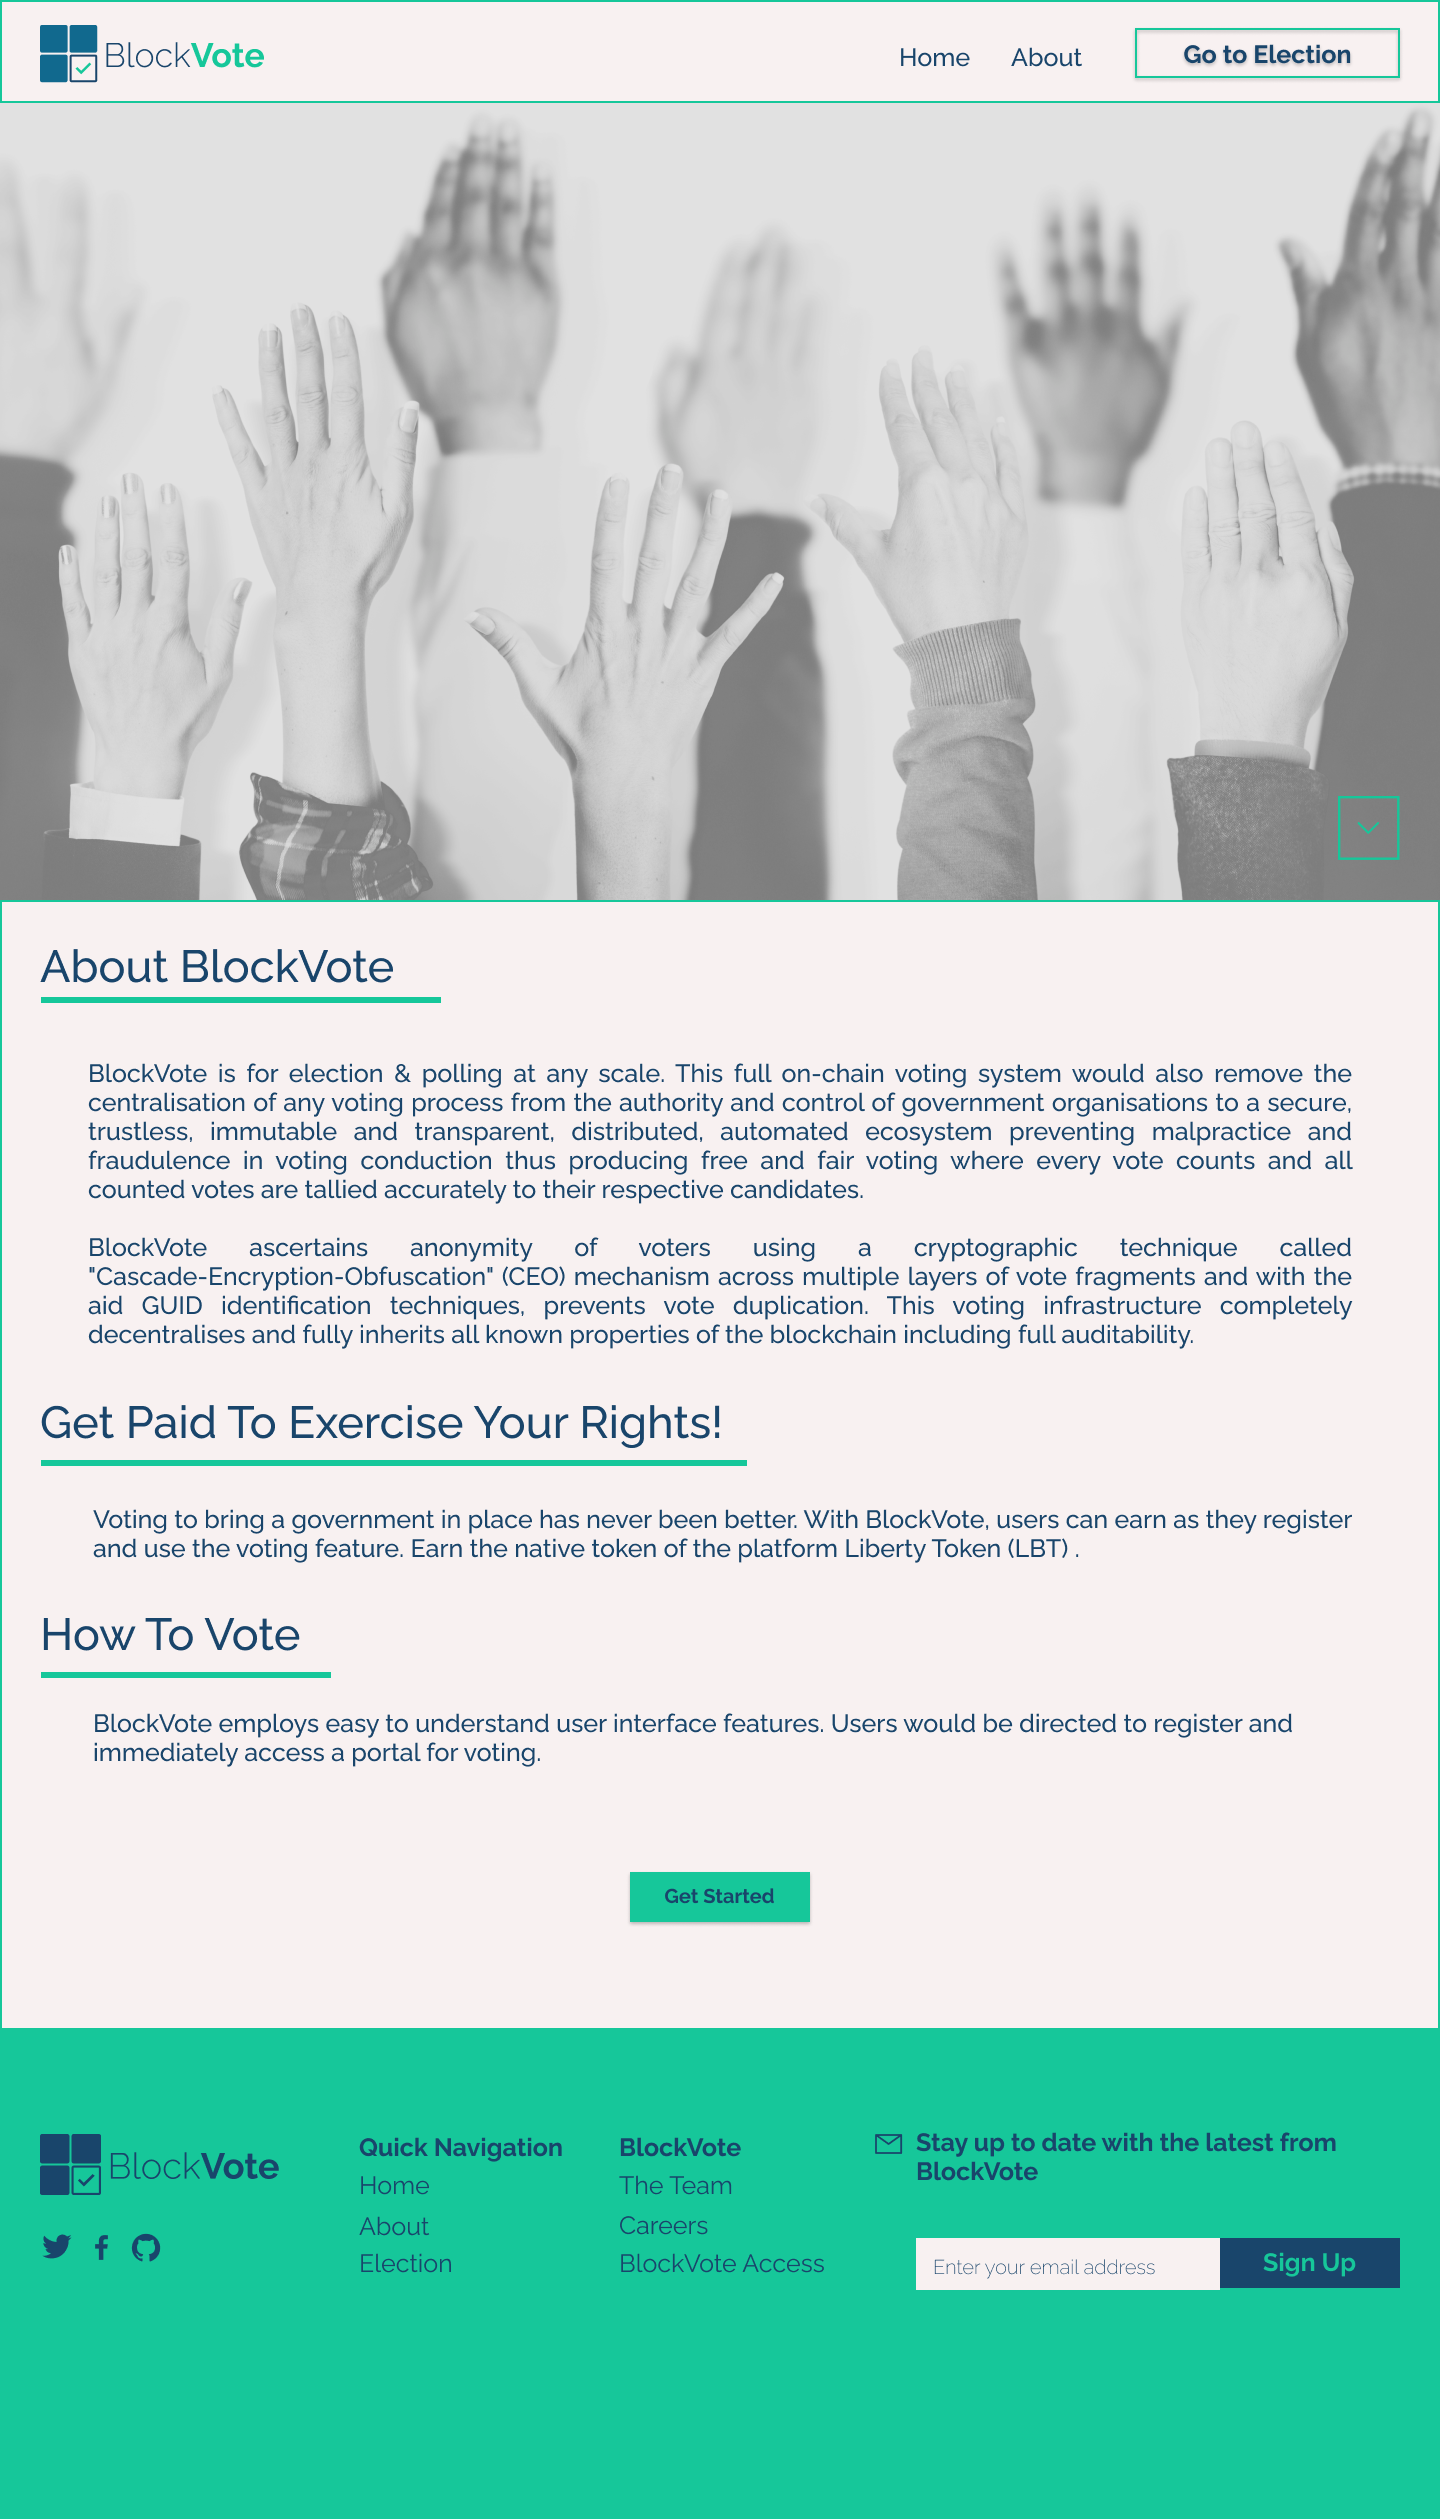 BlockVote
Home About Go to Election
About BlockVote
BlockVote is for election & polling at any scale. This full on-chain voting system would also remove the
centralisation of any voting process from the authority and control of government organisations to a secure,
trustless, immutable and transparent, distributed, automated ecosystem preventing malpractice and
fraudulence in voting conduction thus producing free and fair voting where every vote counts and all
counted votes are tallied accurately to their respective candidates.
BlockVote ascertains anonymity of voters using a cryptographic technique called
"Cascade-Encryption-Obfuscation" (CEO) mechanism across multiple layers of vote fragments and with the
aid GUID identification techniques, prevents vote duplication. This voting infrastructure completely
decentralises and fully inherits all known properties of the blockchain including full auditability.
Get Paid To Exercise Your Rights!
Voting to bring a government in place has never been better. With BlockVote, users can earn as they register
and use the voting feature. Earn the native token of the platform Liberty Token (LBT) .
How To Vote
BlockVote employs easy to understand user interface features. Users would be directed to register and
immediately access a portal for voting.
Get Started
BlockVote
Quick Navigation
Home
About
Election
BlockVote
The Team
Careers
BlockVote Access
Stay up to date with the latest from
BlockVote
Enter your email address
Sign Up